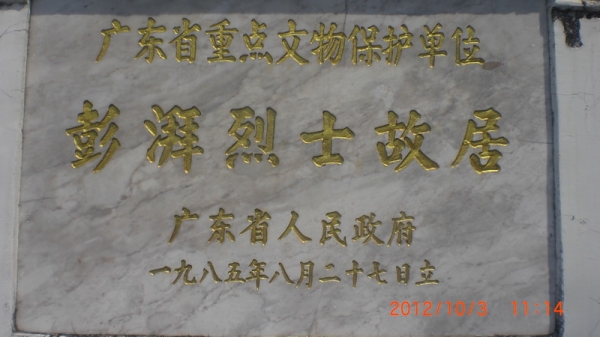 广东省重点文物保护单位
彭湃烈士故居
广东省人民政府
一九八五年八月二十七日立
2012/10/3 11:14